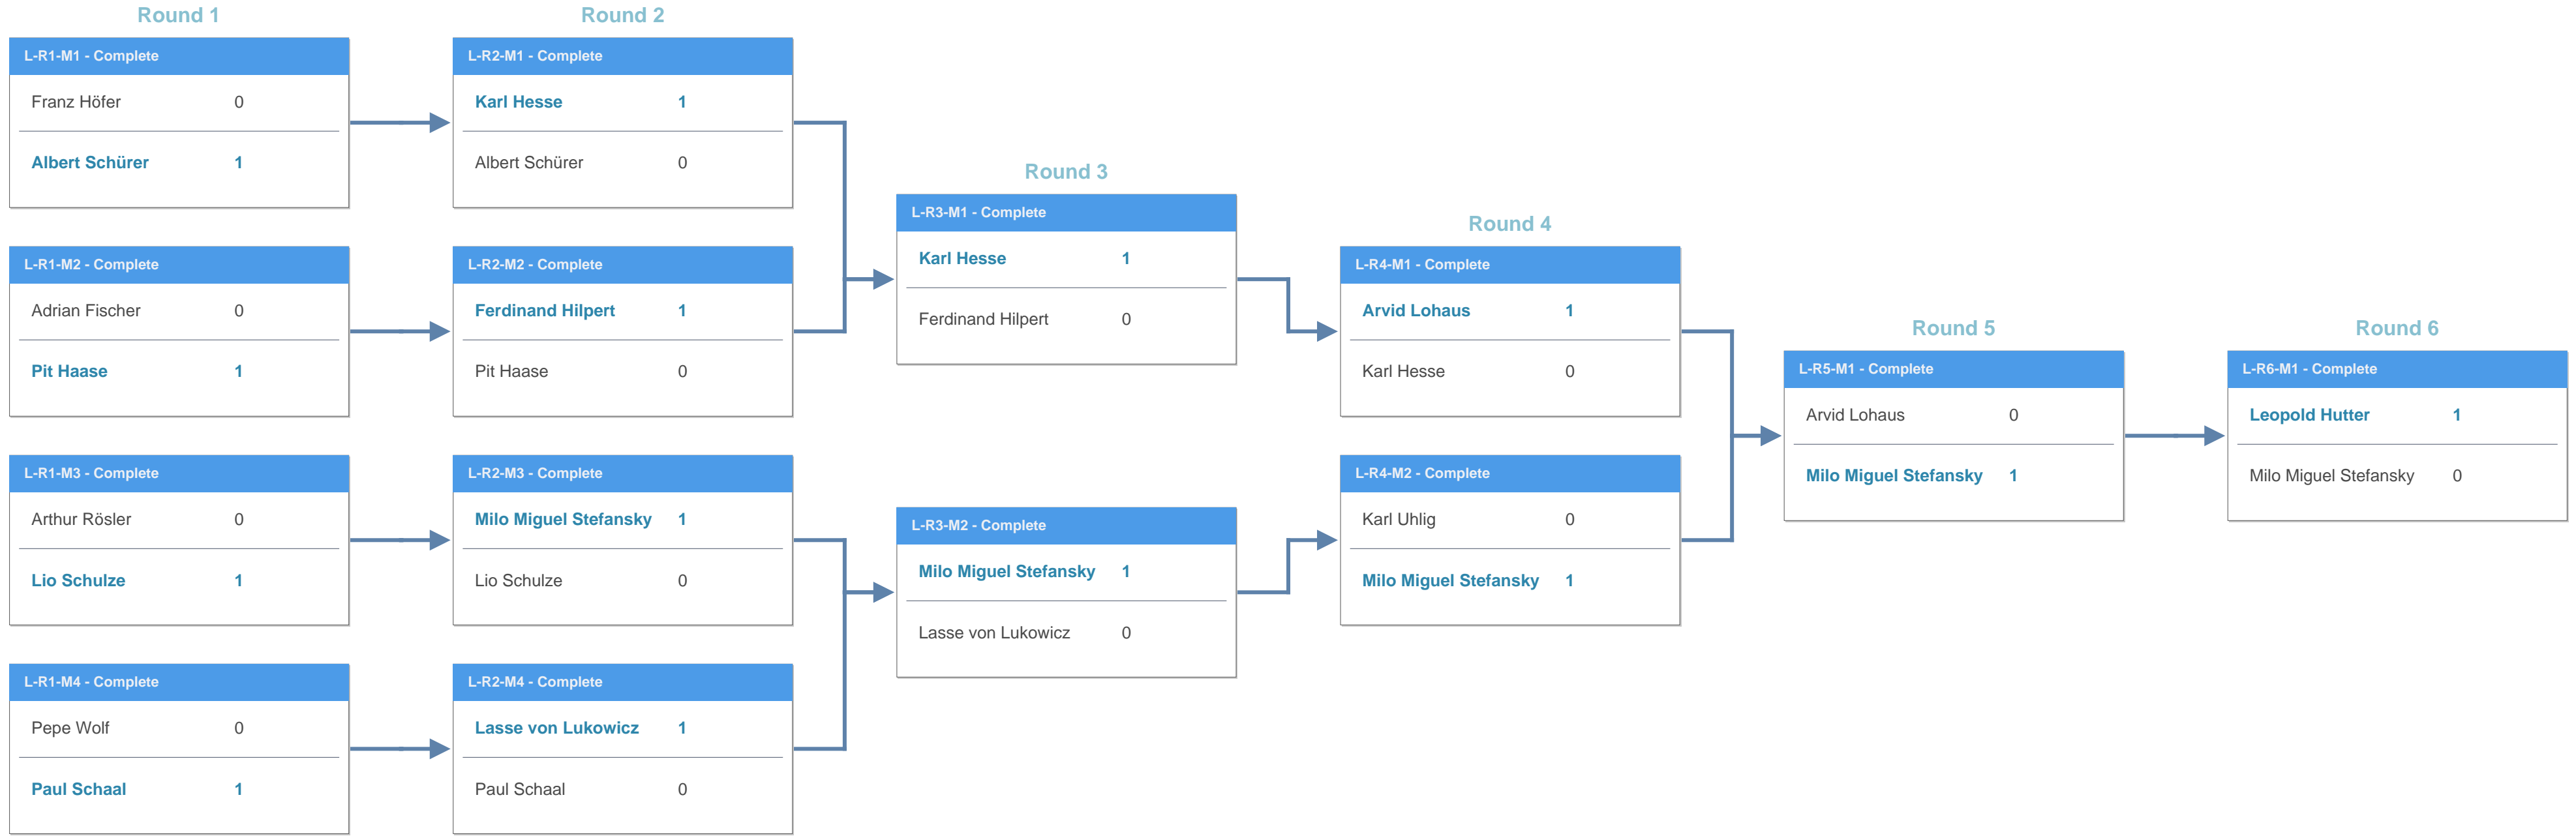 Round 1
L-R1-M1 - Complete
Franz Höfer 0
Albert Schürer 1
L-R1-M2 - Complete
Adrian Fischer 0
Pit Haase 1
L-R1-M3 - Complete
Arthur Rösler 0
Lio Schulze 1
L-R1-M4 - Complete
Pepe Wolf 0
Paul Schaal 1
Round 2
L-R2-M1 - Complete
Karl Hesse 1
Albert Schürer 0
L-R2-M2 - Complete
Ferdinand Hilpert 1
Pit Haase 0
L-R2-M3 - Complete
Milo Miguel Stefansky 1
Lio Schulze 0
L-R2-M4 - Complete
Lasse von Lukowicz 1
Paul Schaal 0
Round 3
L-R3-M1 - Complete
Karl Hesse 1
Ferdinand Hilpert 0
L-R3-M2 - Complete
Milo Miguel Stefansky 1
Lasse von Lukowicz 0
Round 4
L-R4-M1 - Complete
Arvid Lohaus 1
Karl Hesse 0
L-R4-M2 - Complete
Karl Uhlig 0
Milo Miguel Stefansky 1
Round 5
L-R5-M1 - Complete
Arvid Lohaus 0
Milo Miguel Stefansky 1
Round 6
L-R6-M1 - Complete
Leopold Hutter 1
Milo Miguel Stefansky 0